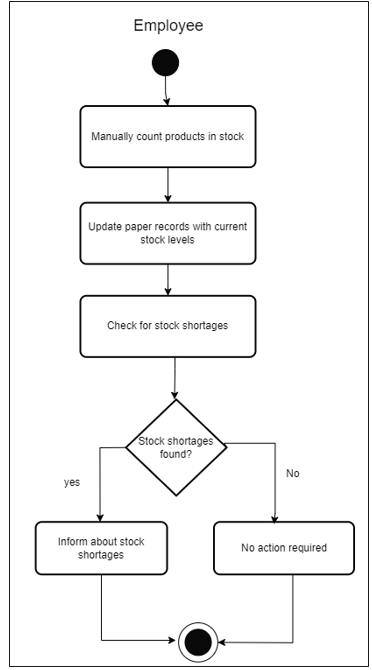 Employee
Manually count products in stock
Update paper records with current
stock levels
Check for stock shortages
Stock shortages
found?
yes
No
Inform about stock
shortages
No action required